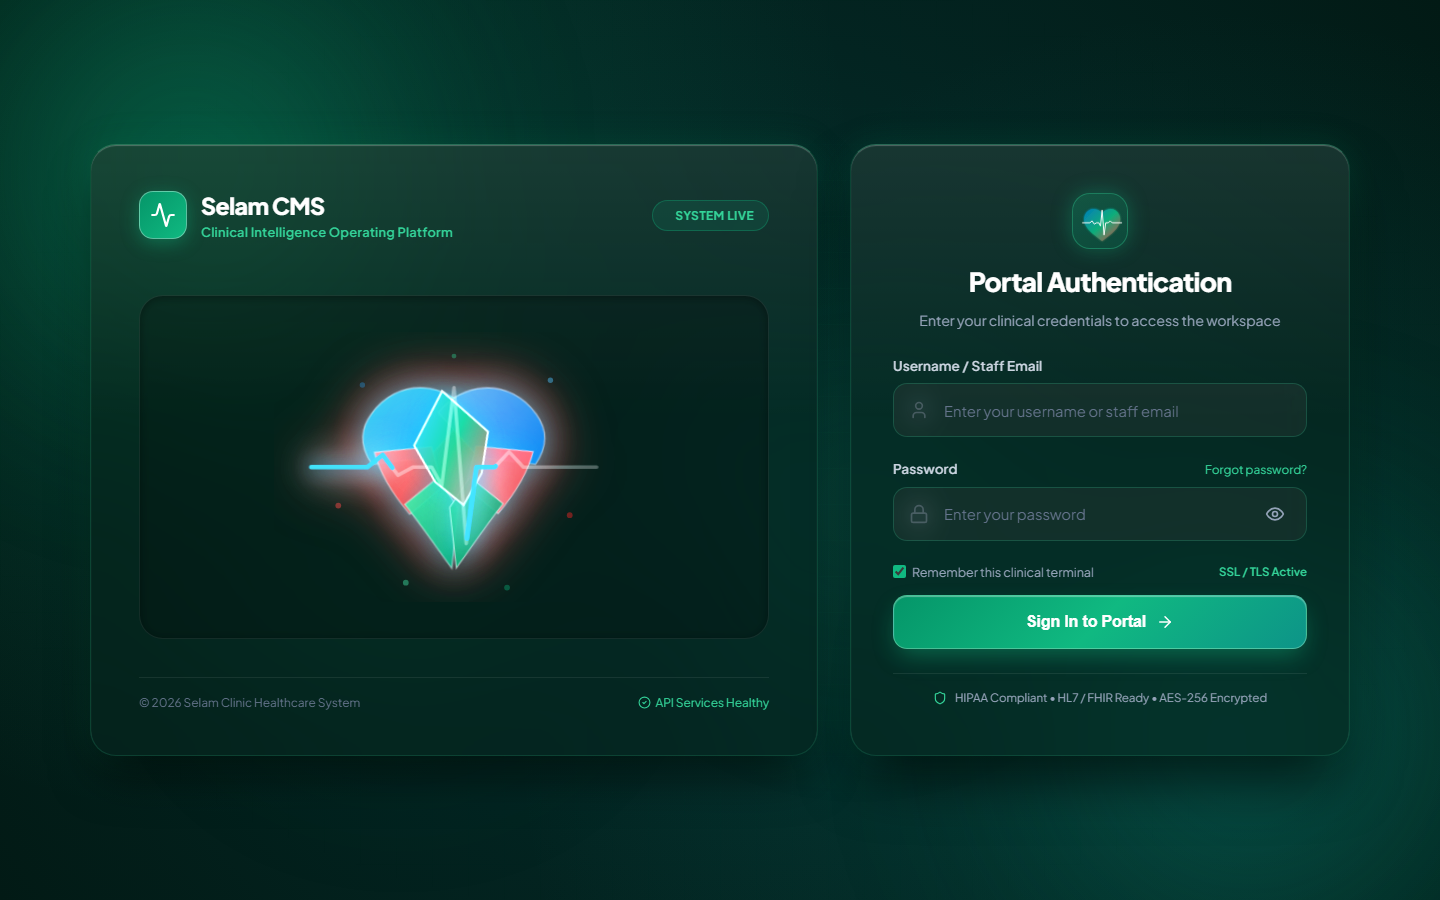 Selam CMS
Clinical Intelligence Operating Platform
SYSTEM LIVE
© 2026 Selam Clinic Healthcare System
API Services Healthy
Portal Authentication
Enter your clinical credentials to access the workspace
Username / Staff Email
Enter your username or staff email
Password
Forgot password?
Enter your password
Remember this clinical terminal
SSL / TLS Active
Sign In to Portal
HIPAA Compliant • HL7 / FHIR Ready • AES-256 Encrypted